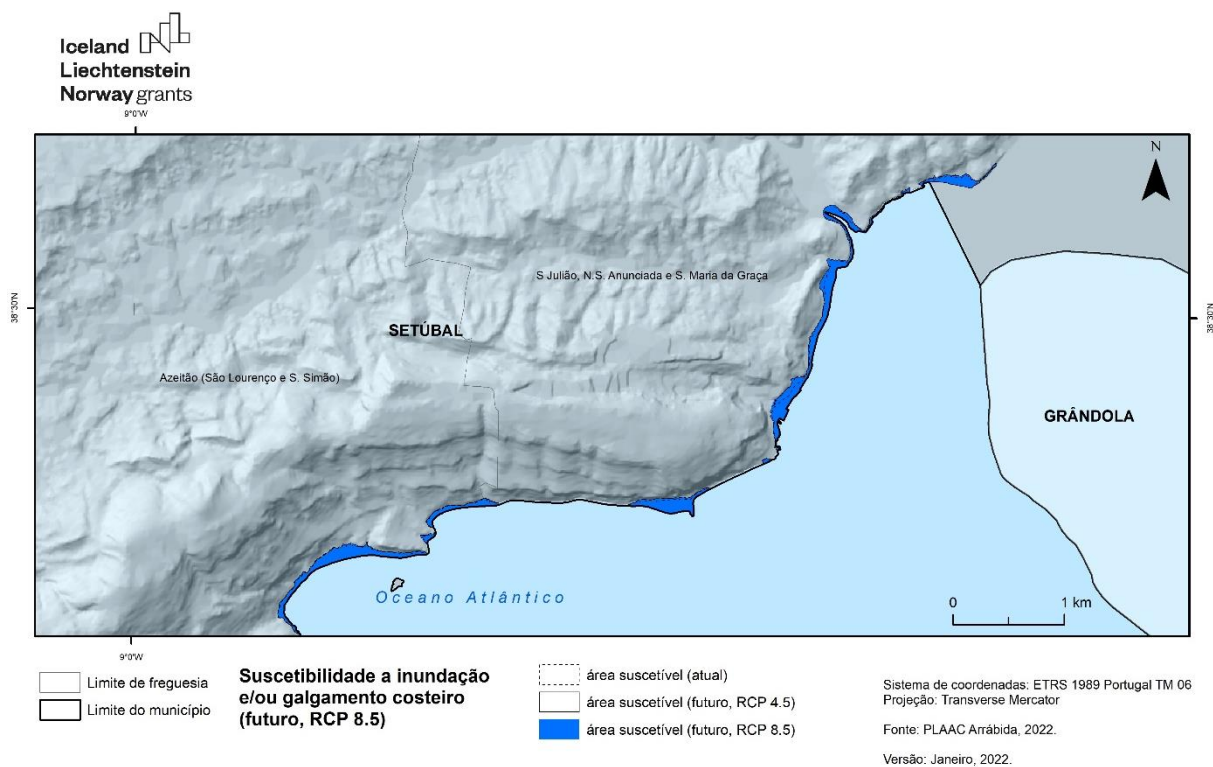 Iceland
Liechtenstein
Norway grants
9°0'W
N
S Julião, N.S. Anunciada e S. Maria da Graça
38°30'N
38°30'N
SETÚBAL
Azeitão (São Lourenço e S. Simão)
GRÂNDOLA
Oceano Atlântico
0 1 km
9°0'W
Limite de freguesia
Limite do município
Suscetibilidade a inundação
e/ou galgamento costeiro
(futuro, RCP 8.5)
área suscetível (atual)
área suscetível (futuro, RCP 4.5)
área suscetível (futuro, RCP 8.5)
Sistema de coordenadas: ETRS 1989 Portugal TM 06
Projeção: Transverse Mercator
Fonte: PLAAC Arrábida, 2022.
Versão: Janeiro, 2022.